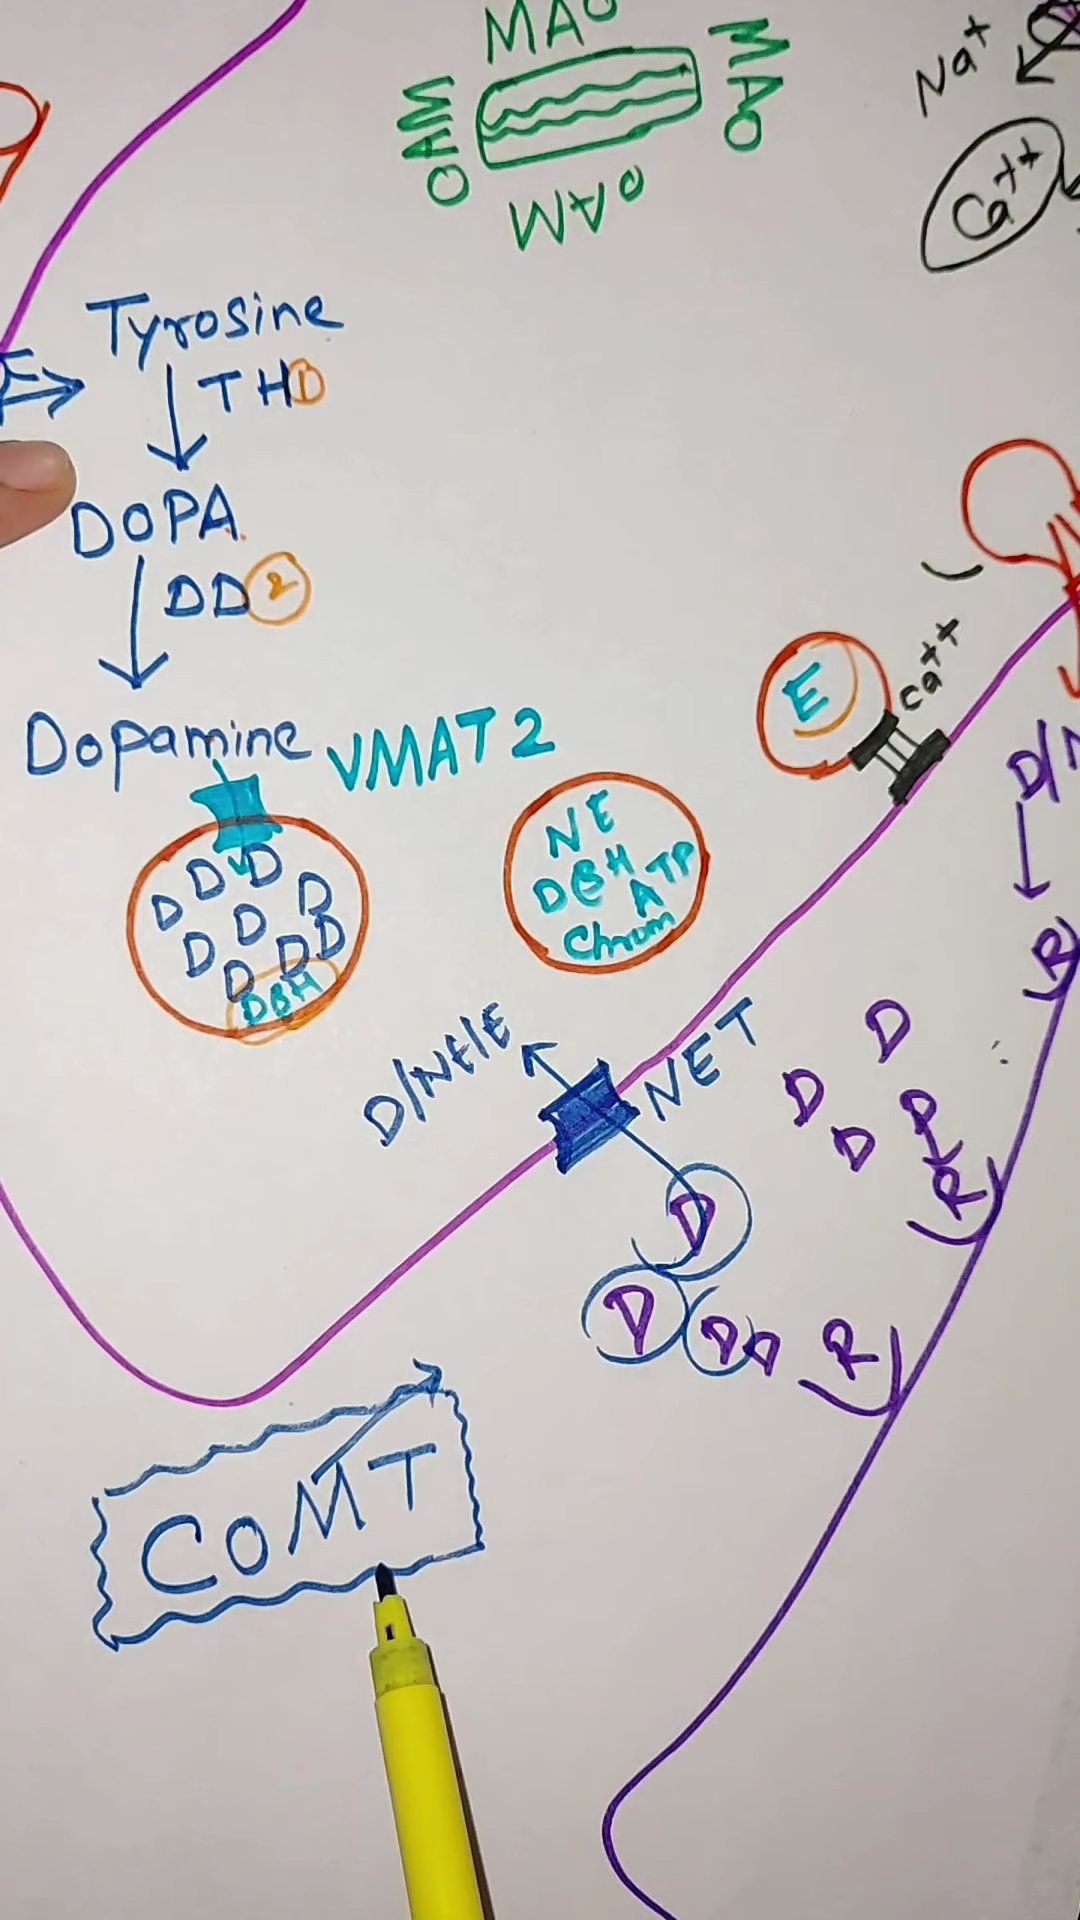 MAO
MAO
MAO
MAO
Na+
Ca++
Tyrosine
TH 1
DOPA
DD 2
Dopamine
VMAT 2
D D D D D D D D D D
DBH
NE
DBH
ATP
Chrom
E
Ca++
R
D/NE/E
NET
D
D
D
D
R
D
D
D D
R
COMT